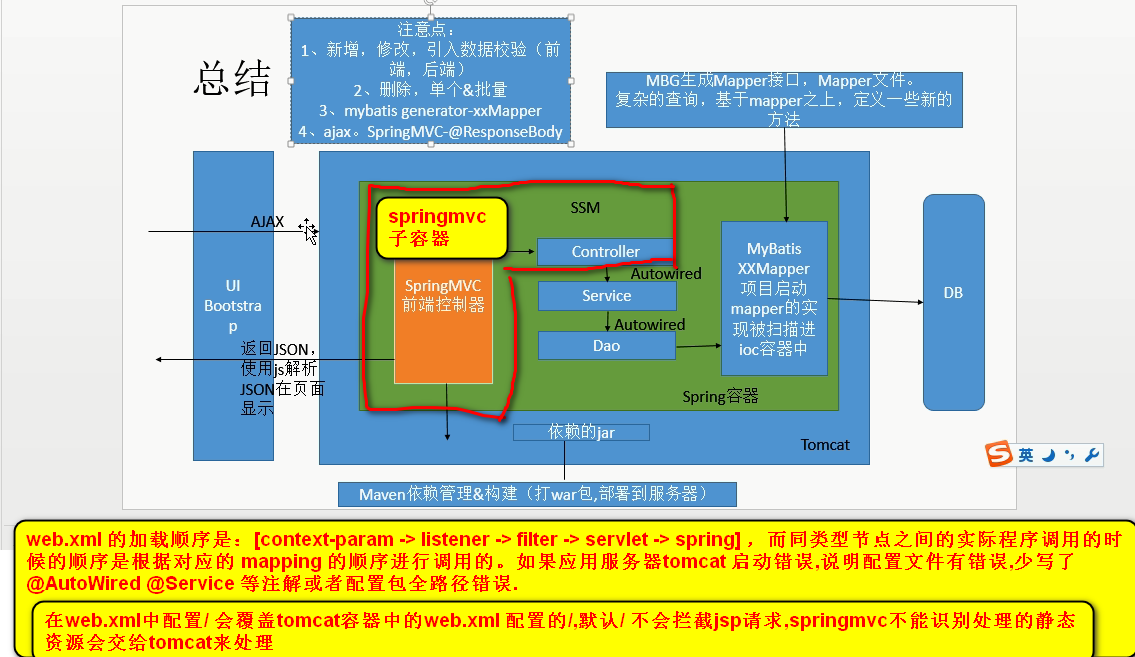 注意点：
1、新增，修改，引入数据校验（前
端，后端）
2、删除，单个&批量
3、mybatis generator-xxMapper
4、ajax。SpringMVC-@ResponseBody
总结
MBG生成Mapper接口，Mapper文件。
复杂的查询，基于mapper之上，定义一些新的
方法
AJAX
UI
Bootstra
p
返回JSON，
使用js解析
JSON在页面
显示
springmvc
子容器
SpringMVC
前端控制器
SSM
Controller
Autowired
Service
Autowired
Dao
MyBatis
XXMapper
项目启动
mapper的实
现被扫描进
ioc容器中
Spring容器
DB
依赖的jar
Tomcat
Maven依赖管理&构建（打war包,部署到服务器）
英
web.xml 的加载顺序是：[context-param -> listener -> filter -> servlet -> spring] ，而同类型节点之间的实际程序调用的时
候的顺序是根据对应的 mapping 的顺序进行调用的。如果应用服务器tomcat 启动错误,说明配置文件有错误,少写了
@AutoWired @Service 等注解或者配置包全路径错误.
在web.xml中配置/ 会覆盖tomcat容器中的web.xml 配置的/,默认/ 不会拦截jsp请求,springmvc不能识别处理的静态
资源会交给tomcat来处理